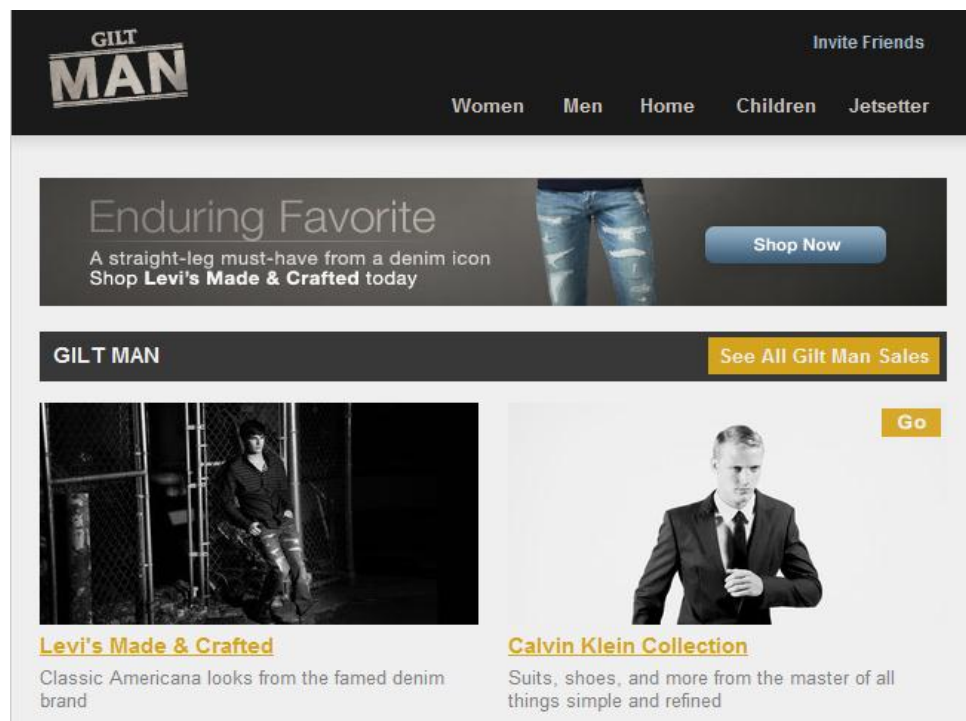 GILT
MAN
Invite Friends
Women Men Home Children Jetsetter
Enduring Favorite
A straight-leg must-have from a denim icon
Shop Levi's Made & Crafted today
Shop Now
GILT MAN
See All Gilt Man Sales
Go
Levi's Made & Crafted
Classic Americana looks from the famed denim
brand
Calvin Klein Collection
Suits, shoes, and more from the master of all
things simple and refined